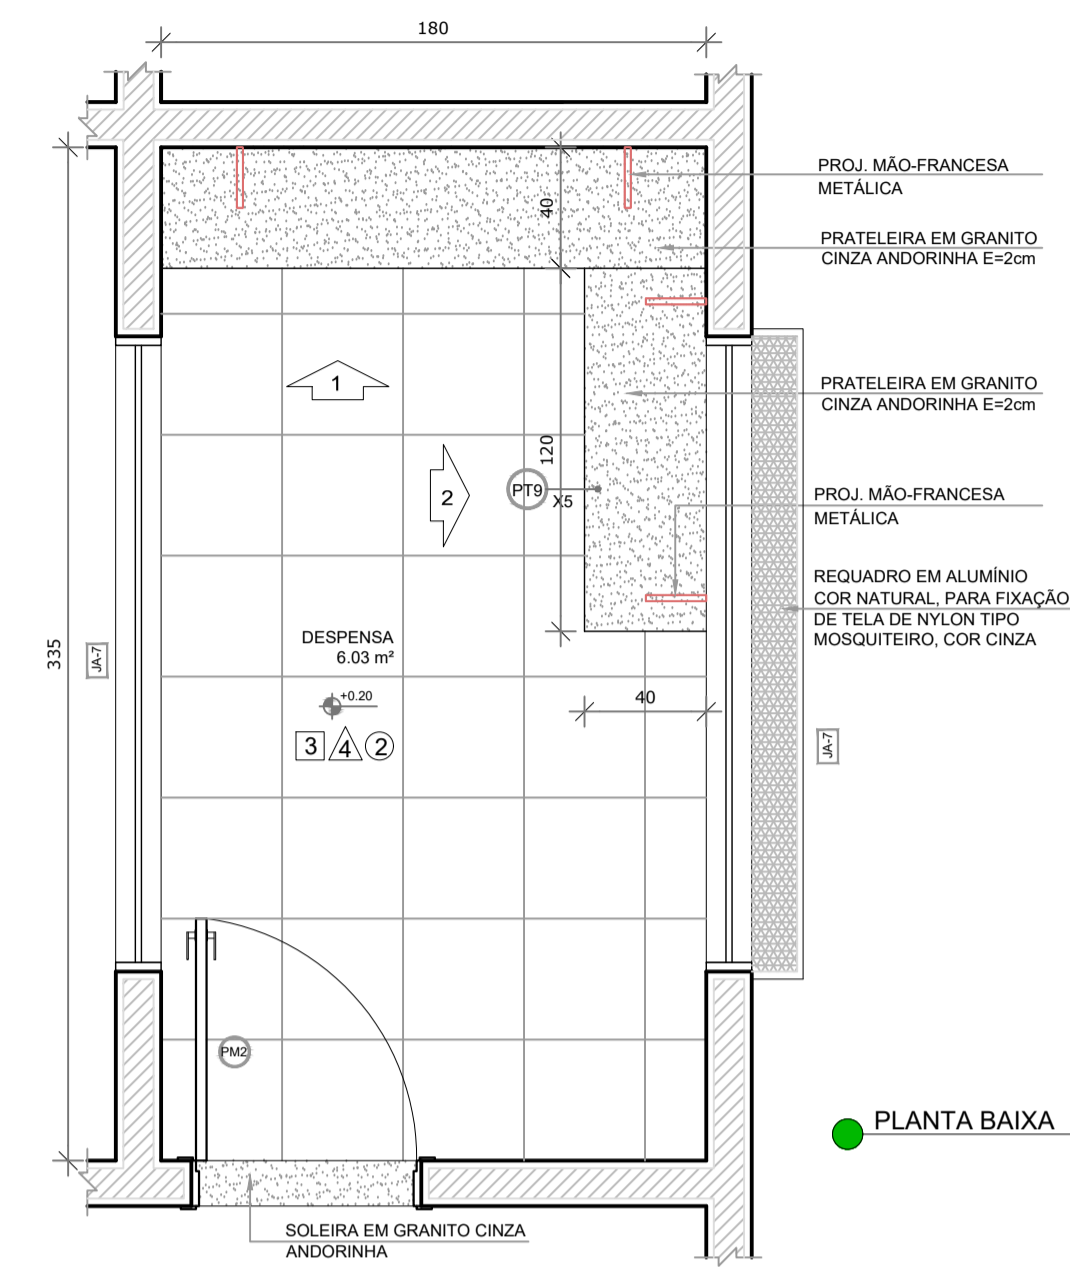 180
PROJ. MÃO-FRANCESA
METÁLICA
40
PRATELEIRA EM GRANITO
CINZA ANDORINHA E=2cm
1
PRATELEIRA EM GRANITO
CINZA ANDORINHA E=2cm
120
2
PT9
X5
PROJ. MÃO-FRANCESA
METÁLICA
REQUADRO EM ALUMÍNIO
COR NATURAL, PARA FIXAÇÃO
DE TELA DE NYLON TIPO
MOSQUITEIRO, COR CINZA
335
JA-7
DESPENSA
6.03 m²
+0.20
40
3 4 2
JA-7
PM2
PLANTA BAIXA
SOLEIRA EM GRANITO CINZA
ANDORINHA